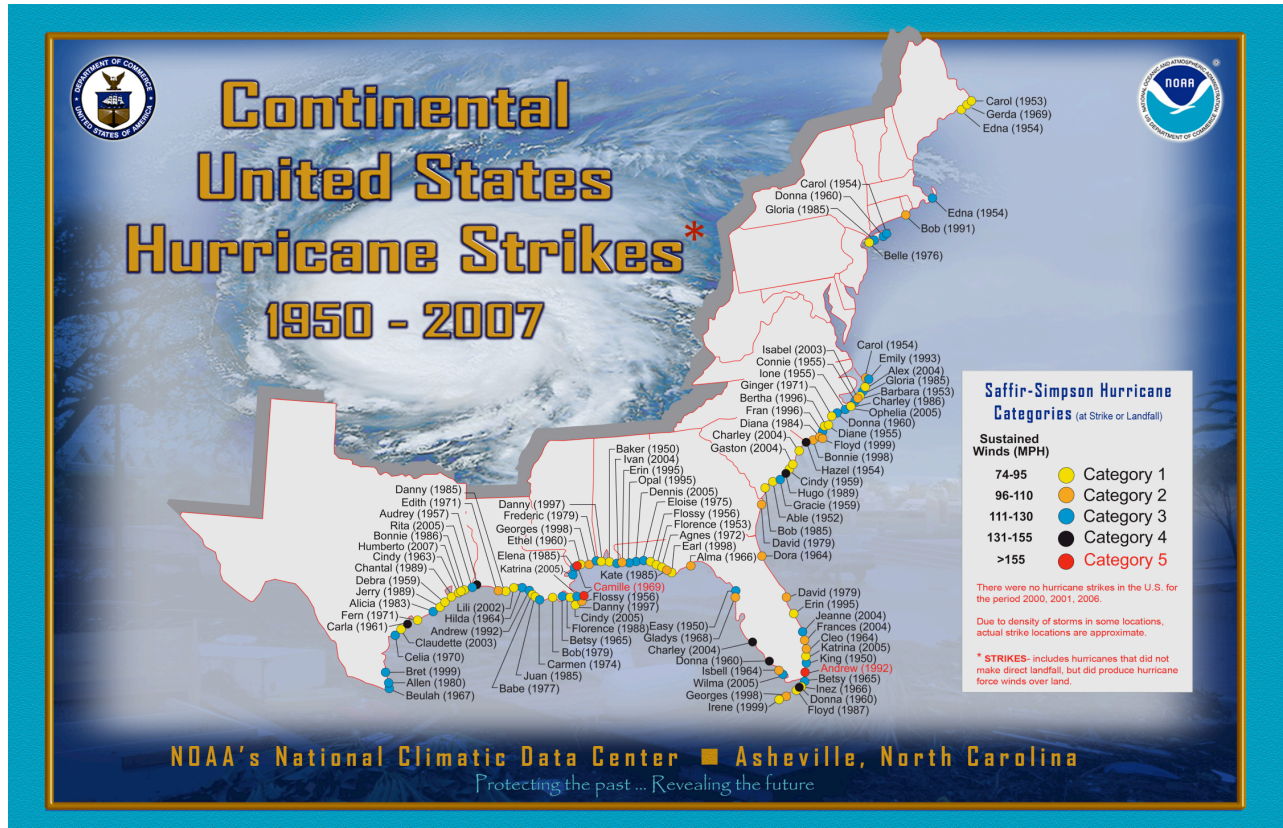 DEPARTMENT OF COMMERCE
UNITED STATES OF AMERICA
Continental
United States
Hurricane Strikes*
1950 - 2007
NATIONAL OCEANIC AND ATMOSPHERIC ADMINISTRATION
U.S. DEPARTMENT OF COMMERCE
NOAA
Carol (1953)
Gerda (1969)
Edna (1954)
Carol (1954)
Donna (1960)
Gloria (1985)
Edna (1954)
Bob (1991)
Belle (1976)
Isabel (2003)
Connie (1955)
Ione (1955)
Ginger (1971)
Bertha (1996)
Fran (1996)
Diana (1984)
Charley (2004)
Gaston (2004)
Carol (1954)
Emily (1993)
Alex (2004)
Gloria (1985)
Barbara (1953)
Charley (1986)
Ophelia (2005)
Donna (1960)
Diane (1955)
Floyd (1999)
Bonnie (1998)
Hazel (1954)
Cindy (1959)
Hugo (1989)
Gracie (1959)
Able (1952)
Bob (1985)
David (1979)
Dora (1964)
Baker (1950)
Ivan (2004)
Erin (1995)
Opal (1995)
Dennis (2005)
Eloise (1975)
Flossy (1956)
Florence (1953)
Agnes (1972)
Earl (1998)
Alma (1966)
Danny (1997)
Frederic (1979)
Georges (1998)
Ethel (1960)
Elena (1985)
Katrina (2005)
Kate (1985)
Camille (1969)
Flossy (1956)
Danny (1997)
Cindy (2005)
Florence (1988)
Betsy (1965)
Bob(1979)
Carmen (1974)
Juan (1985)
Babe (1977)
Danny (1985)
Edith (1971)
Audrey (1957)
Rita (2005)
Bonnie (1986)
Humberto (2007)
Cindy (1963)
Chantal (1989)
Debra (1959)
Jerry (1989)
Alicia (1983)
Fern (1971)
Carla (1961)
Lili (2002)
Hilda (1964)
Andrew (1992)
Claudette (2003)
Celia (1970)
Bret (1999)
Allen (1980)
Beulah (1967)
Easy (1950)
Gladys (1968)
Charley (2004)
Donna (1960)
Isbell (1964)
Wilma (2005)
Georges (1998)
Irene (1999)
David (1979)
Erin (1995)
Jeanne (2004)
Frances (2004)
Cleo (1964)
Katrina (2005)
King (1950)
Andrew (1992)
Betsy (1965)
Inez (1966)
Donna (1960)
Floyd (1987)
Saffir-Simpson Hurricane
Categories (at Strike or Landfall)
Sustained
Winds (MPH)
74-95 Category 1
96-110 Category 2
111-130 Category 3
131-155 Category 4
>155 Category 5
There were no hurricane strikes in the U.S. for
the period 2000, 2001, 2006.
Due to density of storms in some locations,
actual strike locations are approximate.
* STRIKES- includes hurricanes that did not
make direct landfall, but did produce hurricane
force winds over land.
NOAA's National Climatic Data Center ■ Asheville, North Carolina
Protecting the past ... Revealing the future